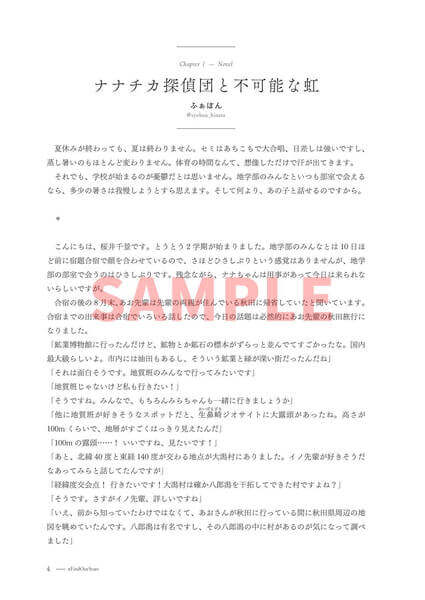 Chapter 1 — Novel
ナナチカ探偵団と不可能な虹
ふぁぼん
夏休みが終わっても、夏は終わりません。セミはあちこちで大合唱、日差しは強いですし、
蒸し暑いのもほとんど変わりません。体育の時間なんて、想像しただけで汗が出てきます。
それでも、学校が始まるのが憂鬱だとは思いません。地学部のみんなといつも部室で会える
なら、多少の暑さは我慢しようとすら思えます。そして何より、あの子と話せるのですから。
*
こんにちは、桜井千景です。とうとう2学期が始まりました。地学部のみんなとは10日ほ
ど前に宿題合宿で顔を合わせているので、さほどひさしぶりという感覚はありませんが、地学
部の部室で会うのはひさしぶりです。残念ながら、ナナちゃんは用事があって今日は来られな
いらしいですが。
合宿の後の8月末、あお先輩は先輩の両親が住んでいる秋田に帰省していたと聞いています。
合宿までの出来事は合宿でいろいろ話したので、今日の話題は必然的にあお先輩の秋田旅行に
なりました。
「鉱業博物館に行ったんだけど、鉱物とか鉱石の標本がずらっと並んでてすごかったな。国内
最大級らしいよ。市内には油田もあるし、そういう鉱業と縁が深い街だったんだね」
「それは面白そうです。地質班のみんなで行ってみたいです」
「地質班じゃないけど私も行きたい！」
「そうですね。みんなで、もちろんみらちゃんも一緒に行きましょうか」
「他に地質班が好きそうなスポットだと、生鼻崎ジオサイトに大露頭があったね。高さが
100mくらいで、地層がすごくはっきり見えたんだ」
「100mの露頭……！ いいですね、見たいです！」
「あと、北緯40度と東経140度が交わる地点が大潟村にありました。イノ先輩が好きそうだ
なあってみらと話してたんですが」
「経緯度交会点！ 行きたいです！大潟村は確か八郎潟を干拓してできた村ですよね？」
「そうです。さすがイノ先輩、詳しいですね」
「いえ、前から知っていたわけではなくて、あおさんが秋田に行っている間に秋田県周辺の地
図を眺めていたんです。八郎潟は有名ですし、その八郎潟の中に村があるのが気になって調べ
ました」
SAMPLE
4